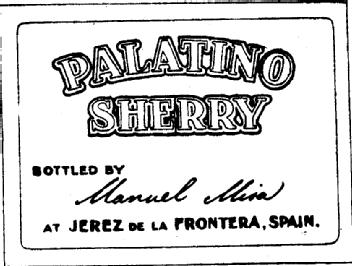 PALATINO
SHERRY
BOTTLED BY
Manuel Misa
AT JEREZ DE LA FRONTERA, SPAIN.